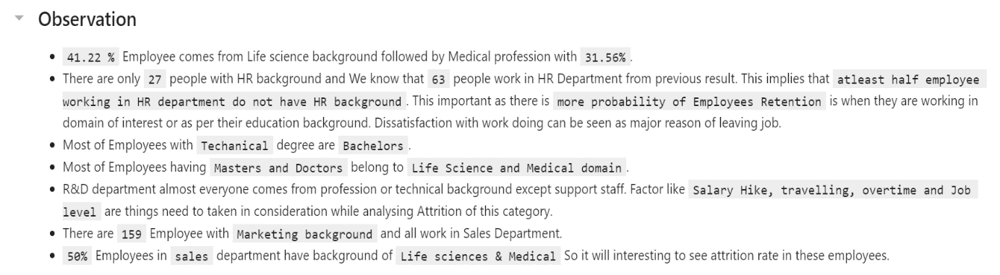 Observation
41.22 % Employee comes from Life science background followed by Medical profession with 31.56%.
There are only 27 people with HR background and We know that 63 people work in HR Department from previous result. This implies that atleast half employee
working in HR department do not have HR background. This important as there is more probability of Employees Retention is when they are working in
domain of interest or as per their education background. Dissatisfaction with work doing can be seen as major reason of leaving job.
Most of Employees with Techanical degree are Bachelors.
Most of Employees having Masters and Doctors belong to Life Science and Medical domain.
R&D department almost everyone comes from profession or technical background except support staff. Factor like Salary Hike, travelling, overtime and Job
level are things need to taken in consideration while analysing Attrition of this category.
There are 159 Employee with Marketing background and all work in Sales Department.
50% Employees in sales department have background of Life sciences & Medical So it will interesting to see attrition rate in these employees.